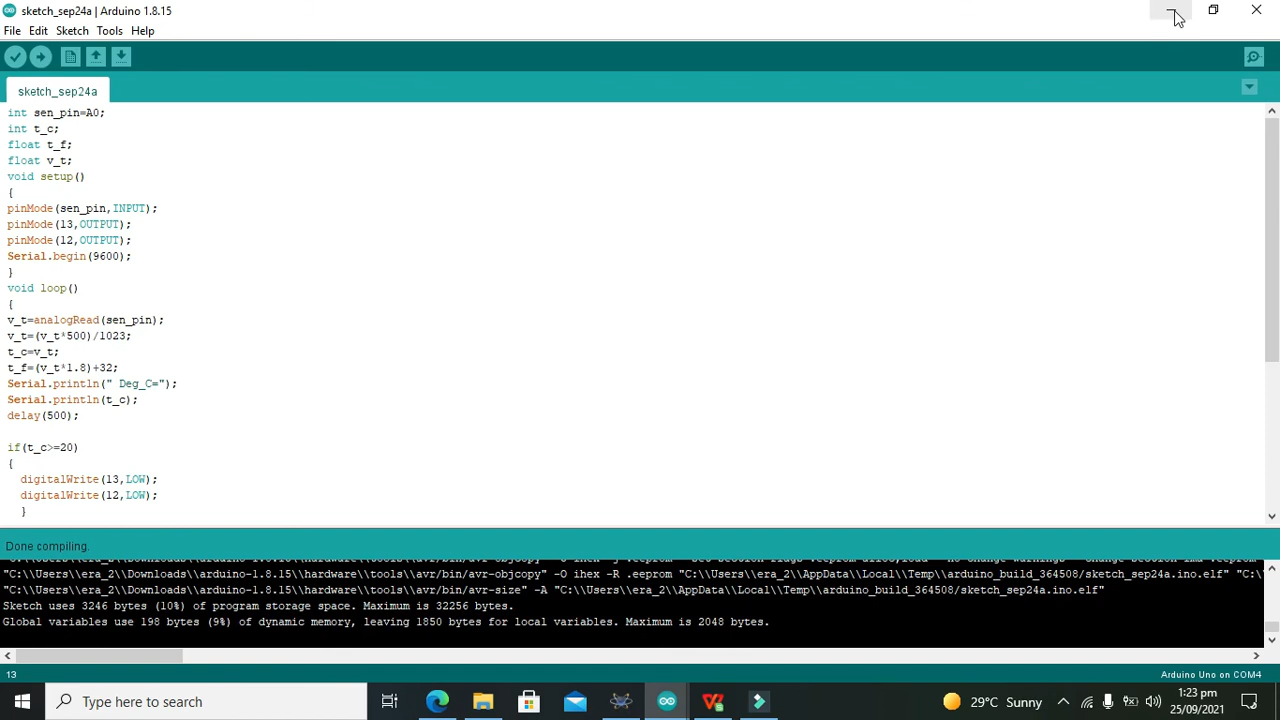 sketch_sep24a | Arduino 1.8.15
File Edit Sketch Tools Help
sketch_sep24a
int sen_pin=A0;
int t_c;
float t_f;
float v_t;
void setup()
{
pinMode(sen_pin,INPUT);
pinMode(13,OUTPUT);
pinMode(12,OUTPUT);
Serial.begin(9600);
}
void loop()
{
v_t=analogRead(sen_pin);
v_t=(v_t*500)/1023;
t_c=v_t;
t_f=(v_t*1.8)+32;
Serial.println(" Deg_C=");
Serial.println(t_c);
delay(500);
if(t_c>=20)
{
digitalWrite(13,LOW);
digitalWrite(12,LOW);
}
Done compiling.
"C:\\Users\\era_2\\Downloads\\arduino-1.8.15\\hardware\\tools\\avr/bin/avr-objcopy" -O ihex -R .eeprom "C:\\Users\\era_2\\AppData\\Local\\Temp\\arduino_build_364508/sketch_sep24a.ino.elf" "C:\
"C:\\Users\\era_2\\Downloads\\arduino-1.8.15\\hardware\\tools\\avr/bin/avr-size" -A "C:\\Users\\era_2\\AppData\\Local\\Temp\\arduino_build_364508/sketch_sep24a.ino.elf"
Sketch uses 3246 bytes (10%) of program storage space. Maximum is 32256 bytes.
Global variables use 198 bytes (9%) of dynamic memory, leaving 1850 bytes for local variables. Maximum is 2048 bytes.
13 Arduino Uno on COM4
Type here to search
29°C Sunny
1:23 pm
25/09/2021